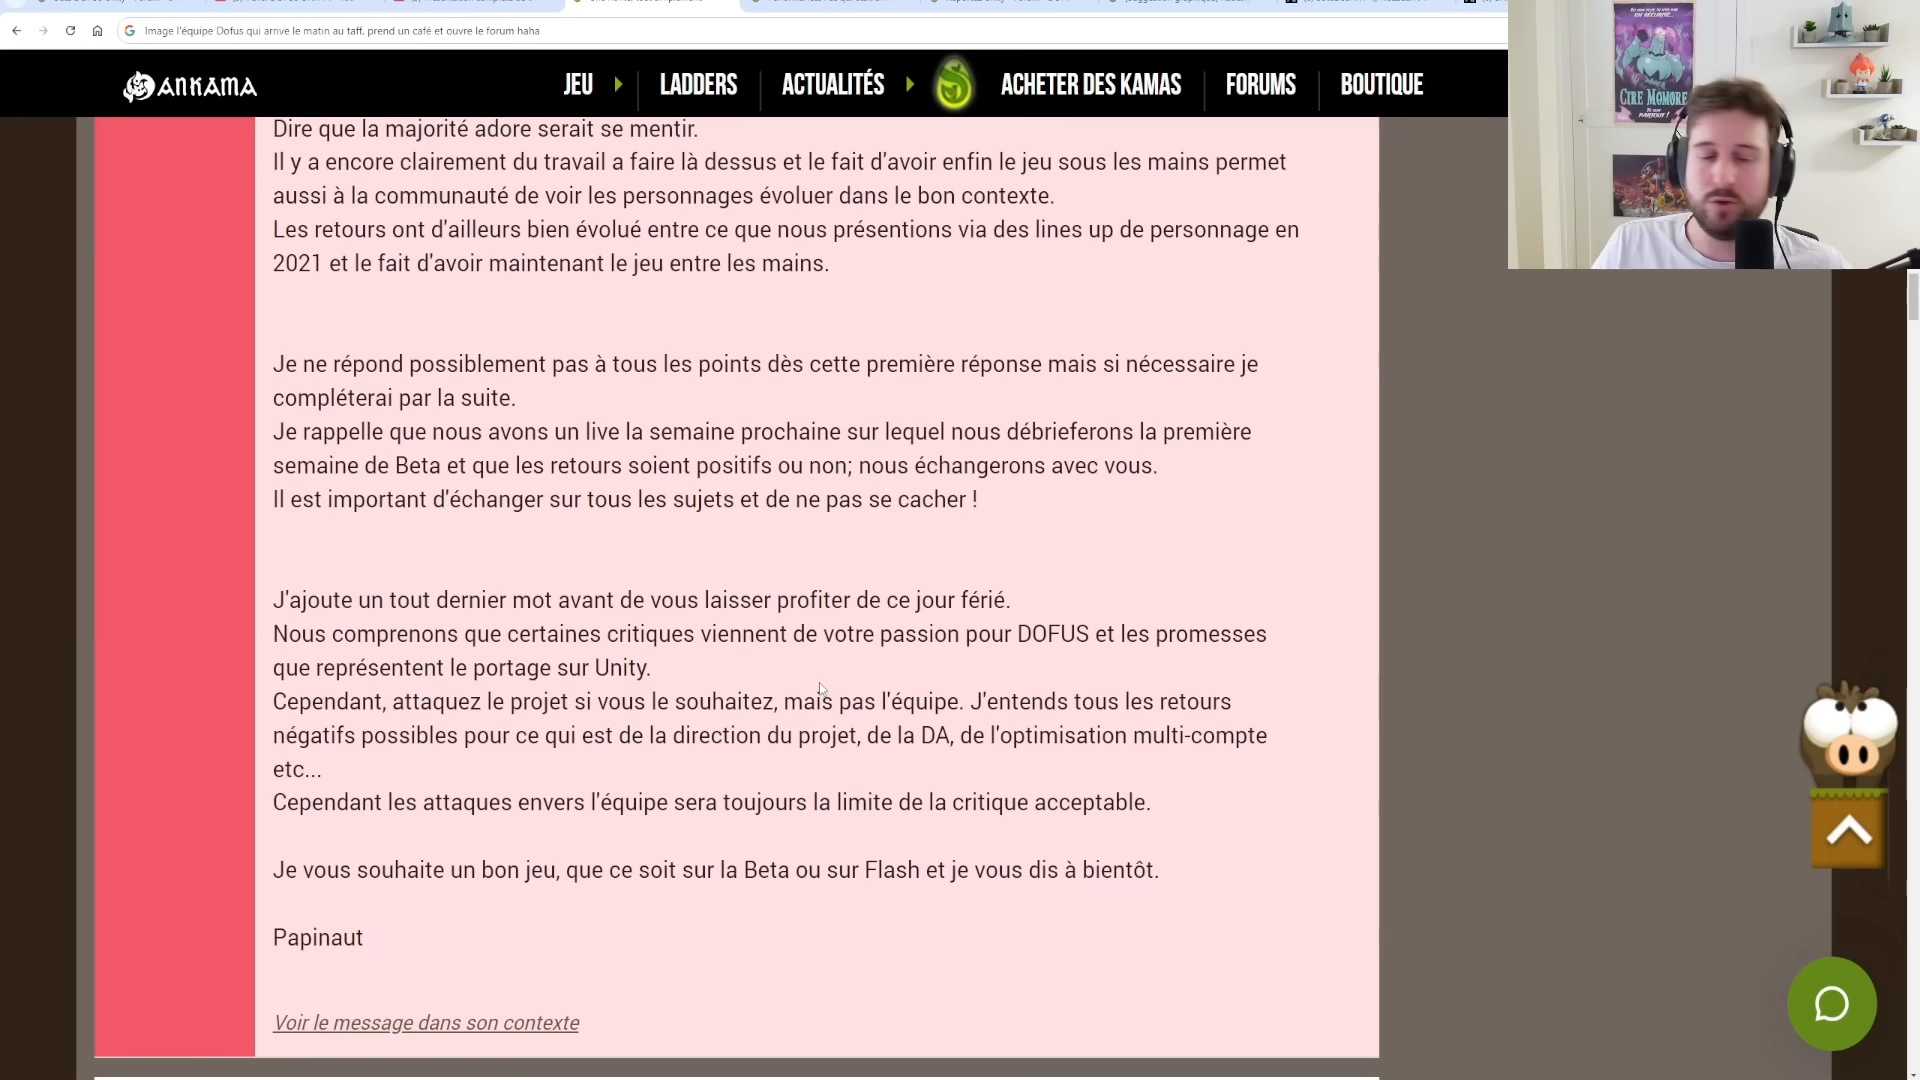 Image l'équipe Dofus qui arrive le matin au taff, prend un café et ouvre le forum haha
ANKAMA
JEU
LADDERS
ACTUALITÉS
ACHETER DES KAMAS
FORUMS
BOUTIQUE
EN SÉCURITÉ...
CIRE MOMORE
PARTOUT !
Dire que la majorité adore serait se mentir.
Il y a encore clairement du travail a faire là dessus et le fait d'avoir enfin le jeu sous les mains permet
aussi à la communauté de voir les personnages évoluer dans le bon contexte.
Les retours ont d'ailleurs bien évolué entre ce que nous présentions via des lines up de personnage en
2021 et le fait d'avoir maintenant le jeu entre les mains.
Je ne répond possiblement pas à tous les points dès cette première réponse mais si nécessaire je
compléterai par la suite.
Je rappelle que nous avons un live la semaine prochaine sur lequel nous débrieferons la première
semaine de Beta et que les retours soient positifs ou non; nous échangerons avec vous.
Il est important d'échanger sur tous les sujets et de ne pas se cacher !
J'ajoute un tout dernier mot avant de vous laisser profiter de ce jour férié.
Nous comprenons que certaines critiques viennent de votre passion pour DOFUS et les promesses
que représentent le portage sur Unity.
Cependant, attaquez le projet si vous le souhaitez, mais pas l'équipe. J'entends tous les retours
négatifs possibles pour ce qui est de la direction du projet, de la DA, de l'optimisation multi-compte
etc...
Cependant les attaques envers l'équipe sera toujours la limite de la critique acceptable.
Je vous souhaite un bon jeu, que ce soit sur la Beta ou sur Flash et je vous dis à bientôt.
Papinaut
Voir le message dans son contexte